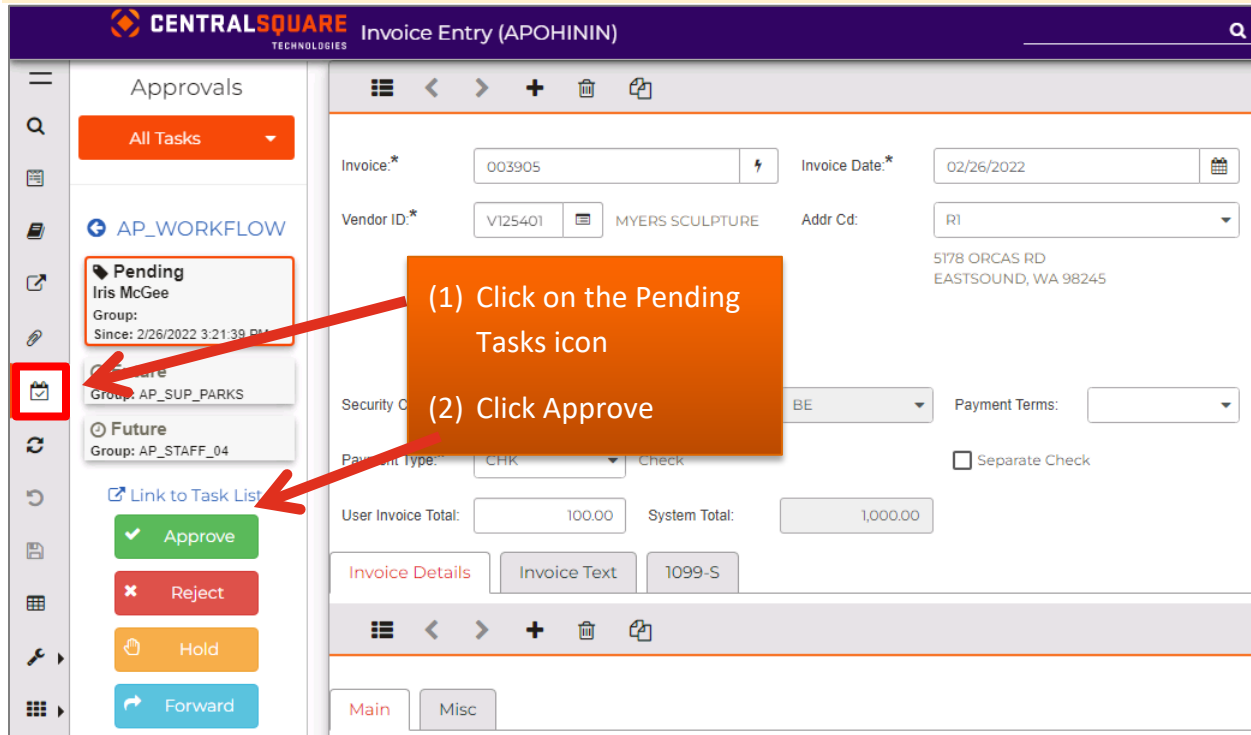 CENTRALSQUARE
TECHNOLOGIES
Invoice Entry (APOHININ)
Approvals
All Tasks
AP_WORKFLOW
Pending
Iris McGee
Group:
Since: 2/26/2022 3:21:39 PM
Future
Group: AP_SUP_PARKS
Future
Group: AP_STAFF_04
Link to Task List
Approve
Reject
Hold
Forward
Invoice:* 003905 Invoice Date:* 02/26/2022
Vendor ID:* V125401 MYERS SCULPTURE Addr Cd: R1
5178 ORCAS RD
EASTSOUND, WA 98245
(1) Click on the Pending
Tasks icon
(2) Click Approve
Security BE Payment Terms:
Payment Type:* CHK Check Separate Check
User Invoice Total: 100.00 System Total: 1,000.00
Invoice Details Invoice Text 1099-S
Main Misc